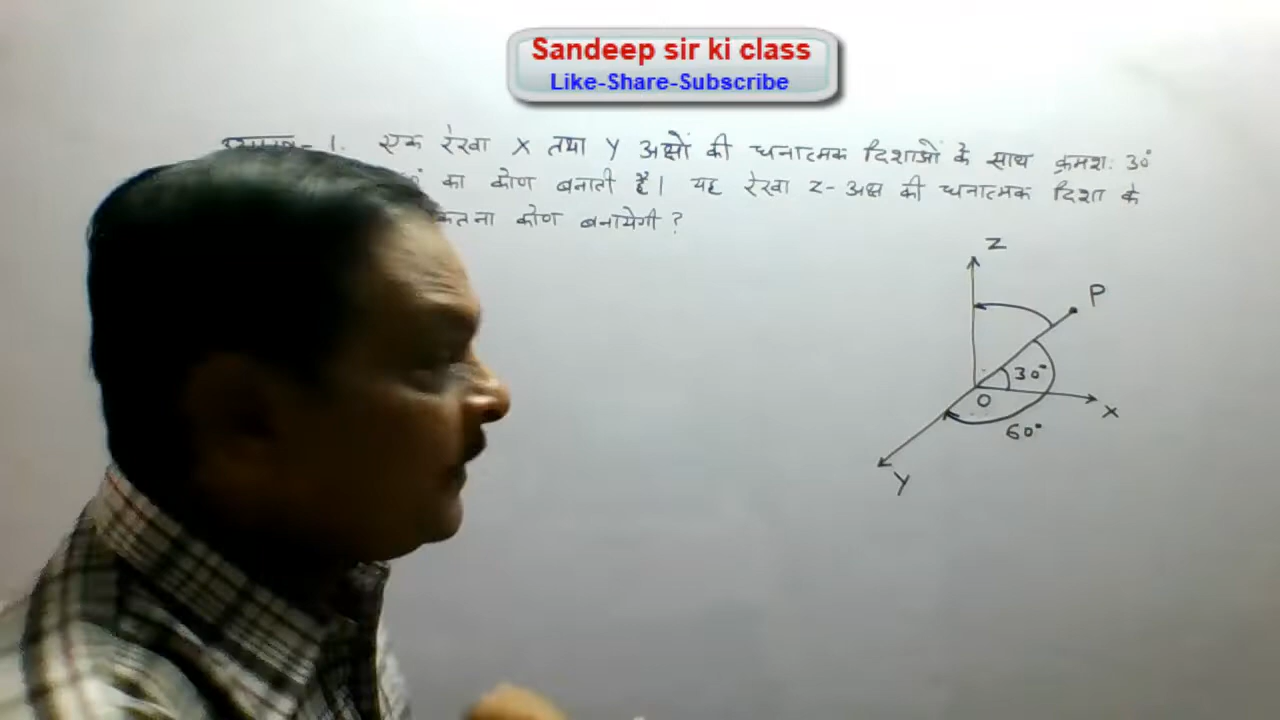 Sandeep sir ki class
Like-Share-Subscribe
1. एक रेखा X तथा Y अक्षों की धनात्मक दिशाओं के साथ क्रमशः 30°
का कोण बनाती है। यह रेखा Z-अक्ष की धनात्मक दिशा के
कोण बनायेगी ?
Z
P
30°
O
X
60°
Y